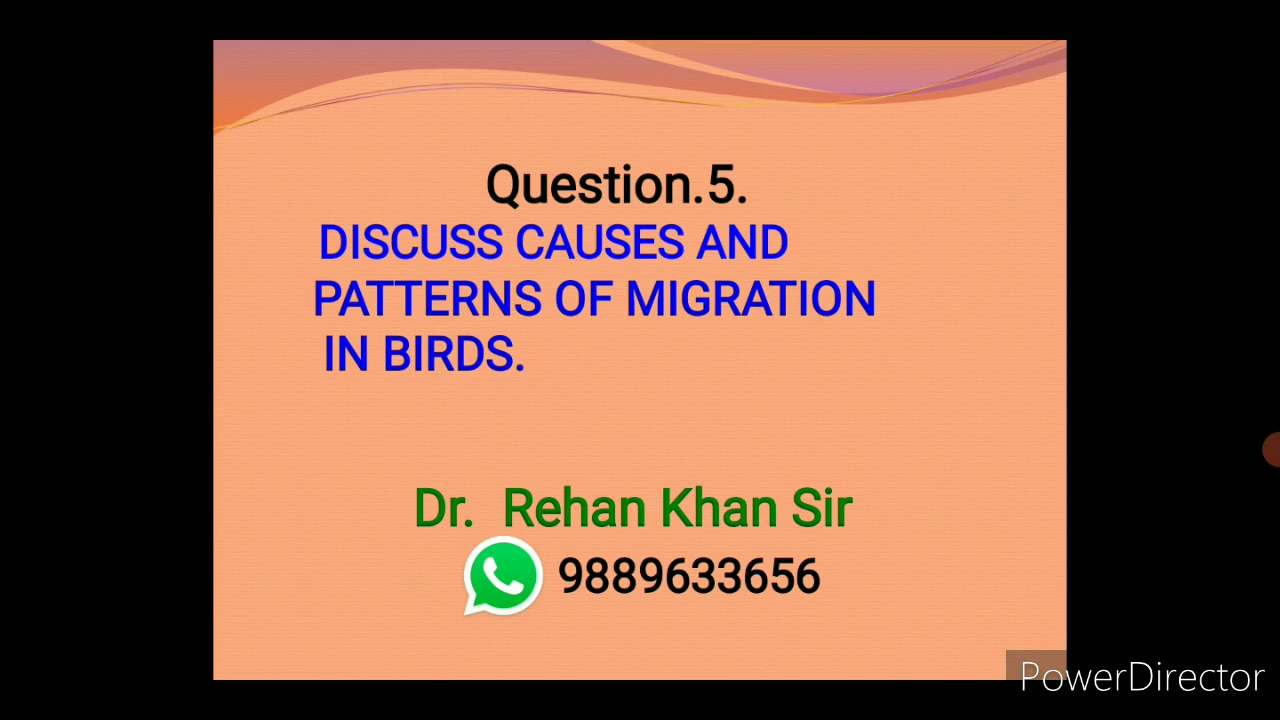 Question.5.
DISCUSS CAUSES AND
PATTERNS OF MIGRATION
IN BIRDS.
Dr. Rehan Khan Sir
9889633656
PowerDirector